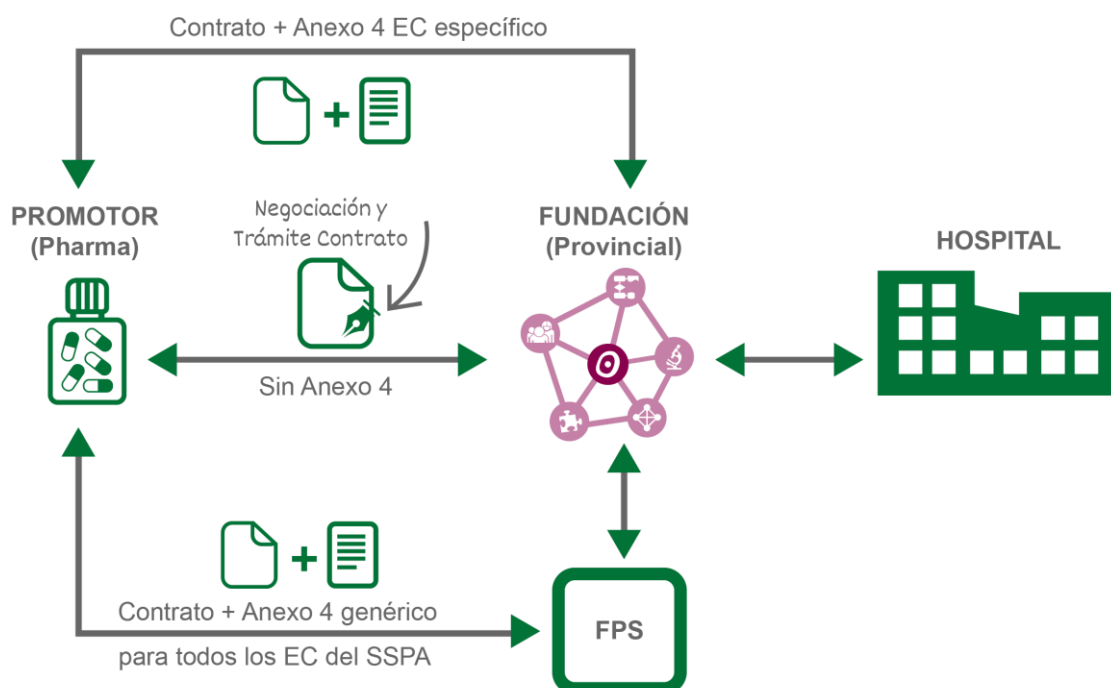 Contrato + Anexo 4 EC específico
PROMOTOR
(Pharma)
Negociación y
Trámite Contrato
FUNDACIÓN
(Provincial)
HOSPITAL
Sin Anexo 4
Contrato + Anexo 4 genérico
para todos los EC del SSPA
FPS